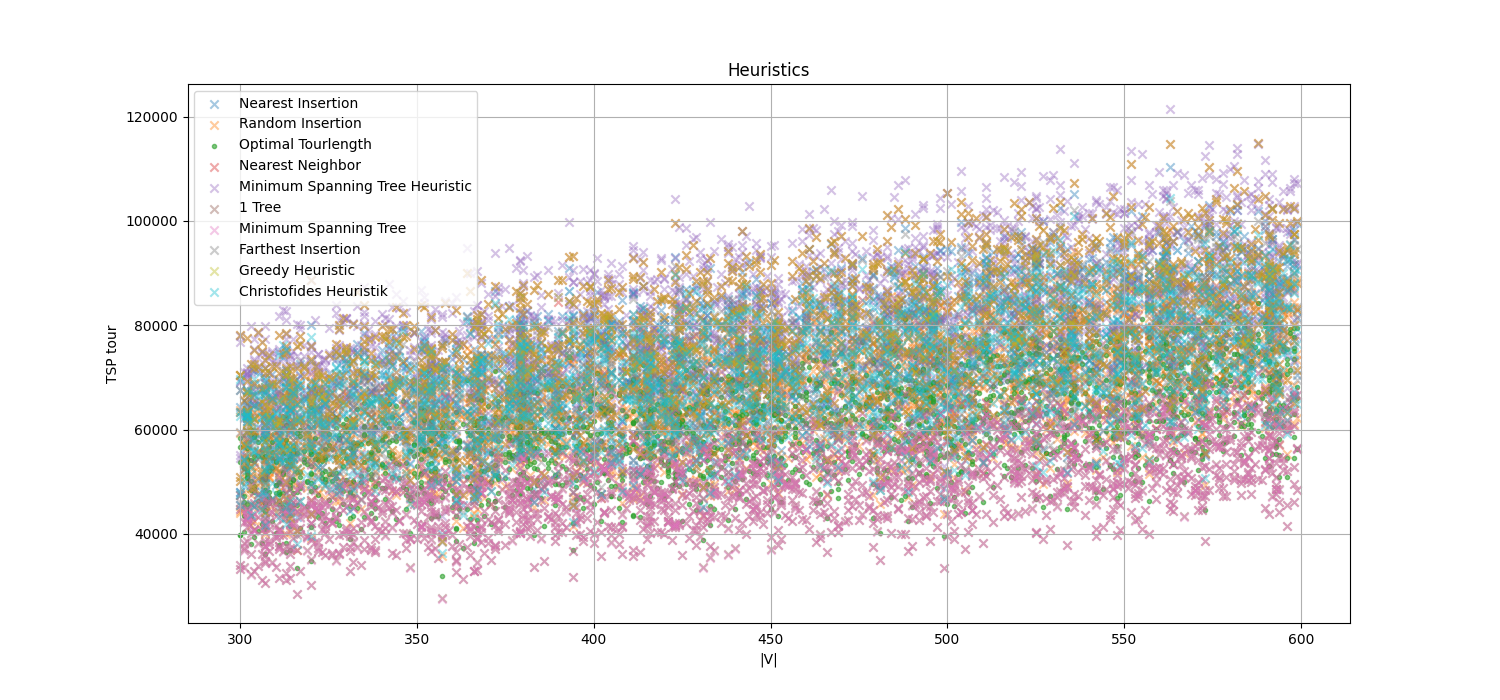 Heuristics
120000
100000
80000
60000
40000
TSP tour
Nearest Insertion
Random Insertion
Optimal Tourlength
Nearest Neighbor
Minimum Spanning Tree Heuristic
1 Tree
Minimum Spanning Tree
Farthest Insertion
Greedy Heuristic
Christofides Heuristik
300
350
400
450
500
550
600
|V|